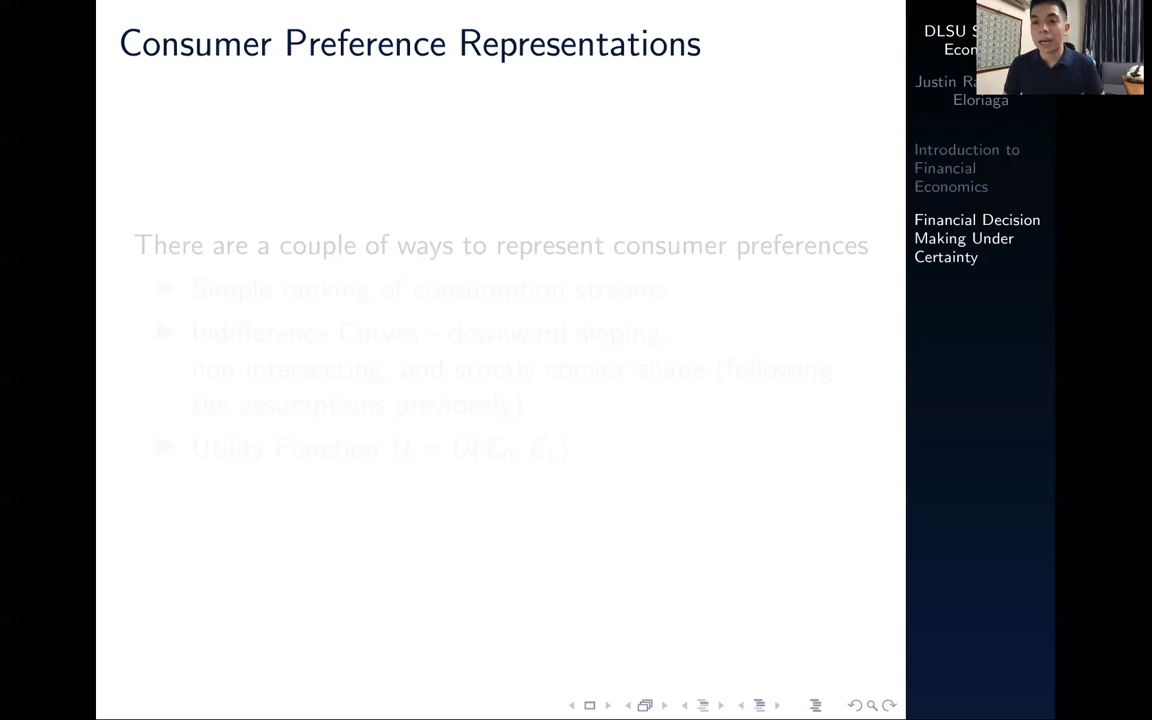 Consumer Preference Representations
There are a couple of ways to represent consumer preferences
Simple ranking of consumption streams
Indifference Curves - downward sloping,
non-intersecting, and strictly convex shape (following
the assumptions previously)
Utility Function U = U(C₀, C₁)
DLSU
Econ
Justin
Eloriaga
Introduction to
Financial
Economics
Financial Decision
Making Under
Certainty